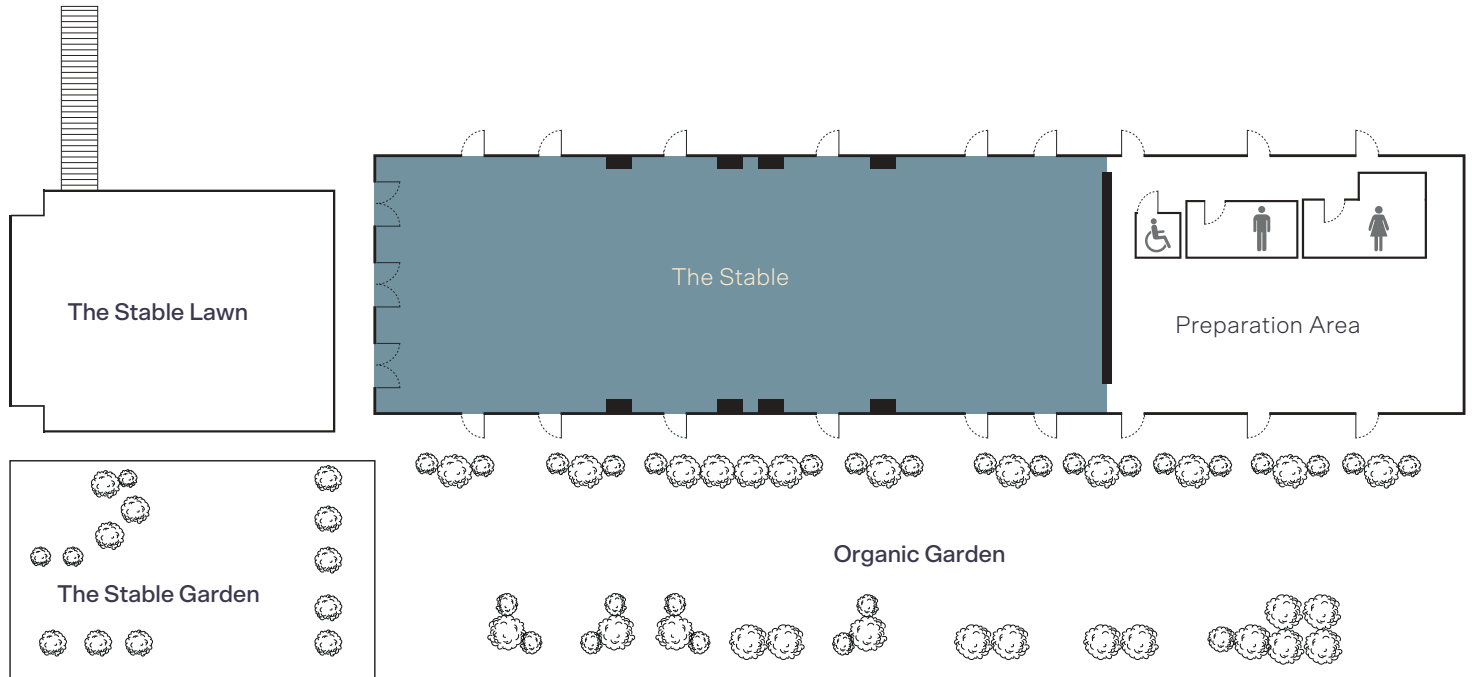 The Stable
The Stable Lawn
Preparation Area
Organic Garden
The Stable Garden